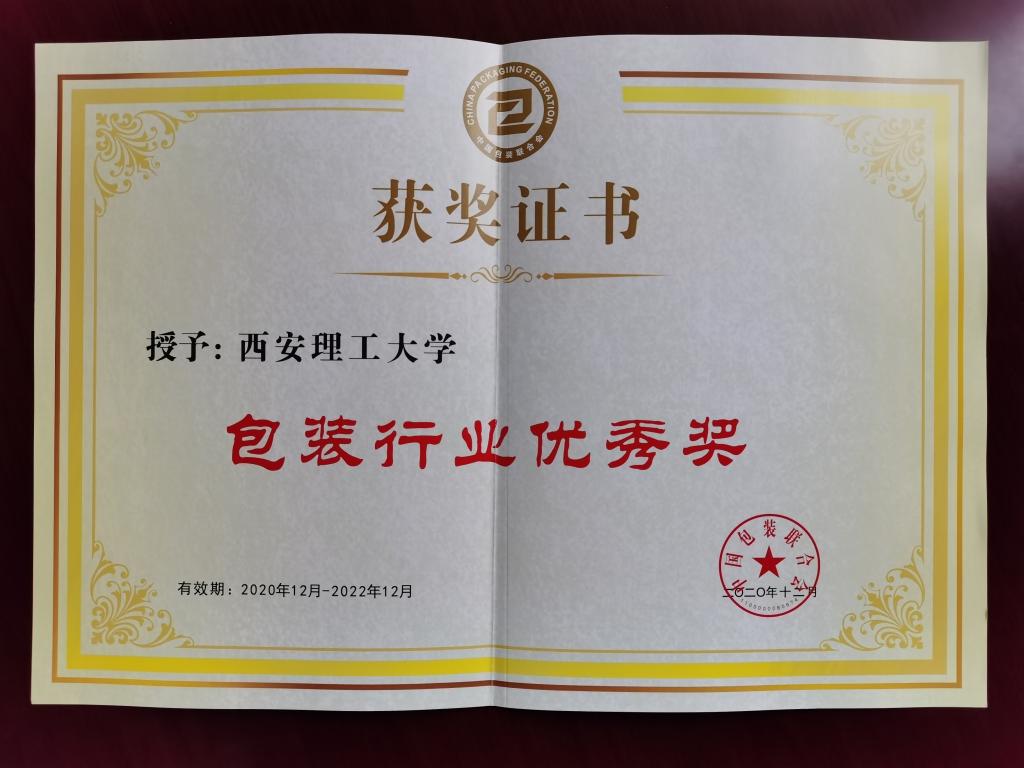 CHINA PACKAGING FEDERATION
中国包装联合会
获奖证书
授予: 西安理工大学
包装行业优秀奖
中国包装联合会
有效期：2020年12月-2022年12月
二〇二〇年十二月